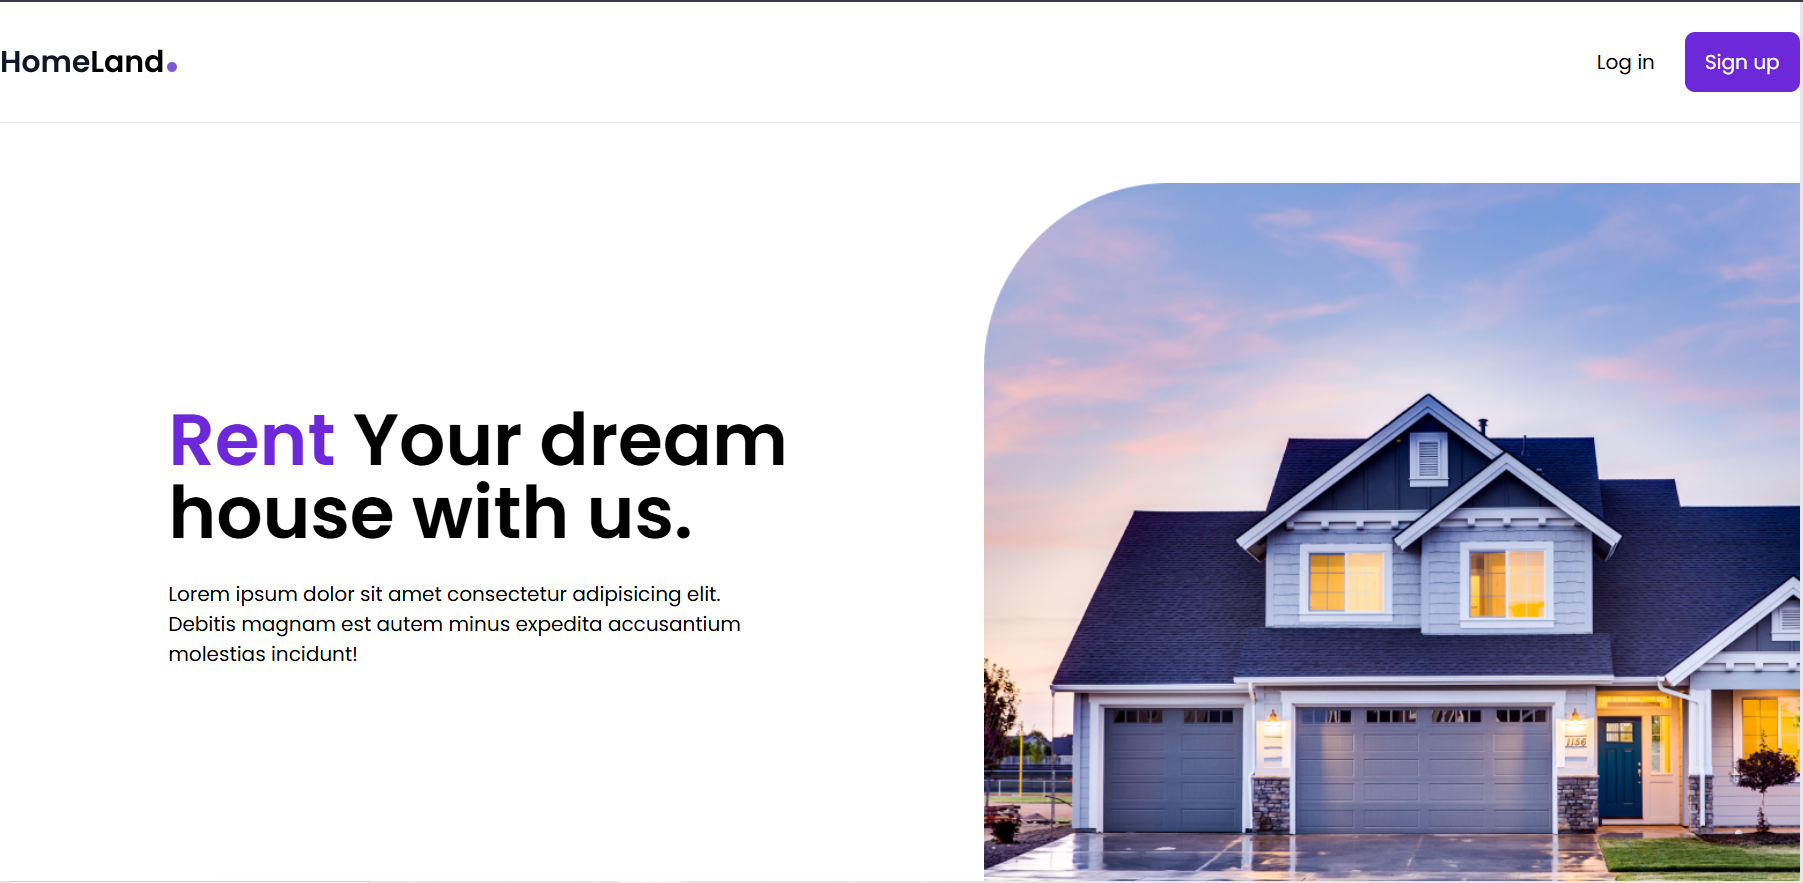 HomeLand.
Log in
Sign up
Rent Your dream
house with us.
Lorem ipsum dolor sit amet consectetur adipisicing elit.
Debitis magnam est autem minus expedita accusantium
molestias incidunt!
1156